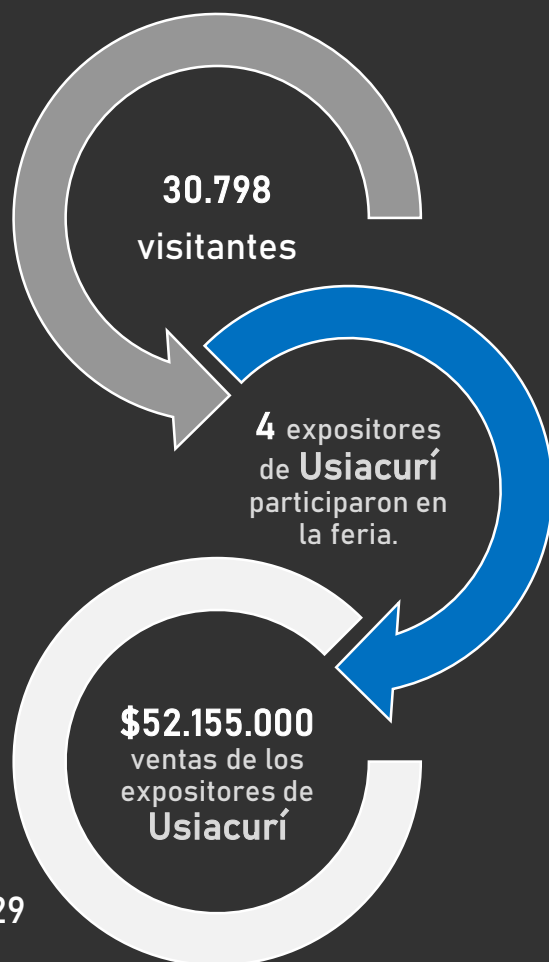 30.798
visitantes
4 expositores
de Usiacurí
participaron en
la feria.
$52.155.000
ventas de los
expositores de
Usiacurí
29